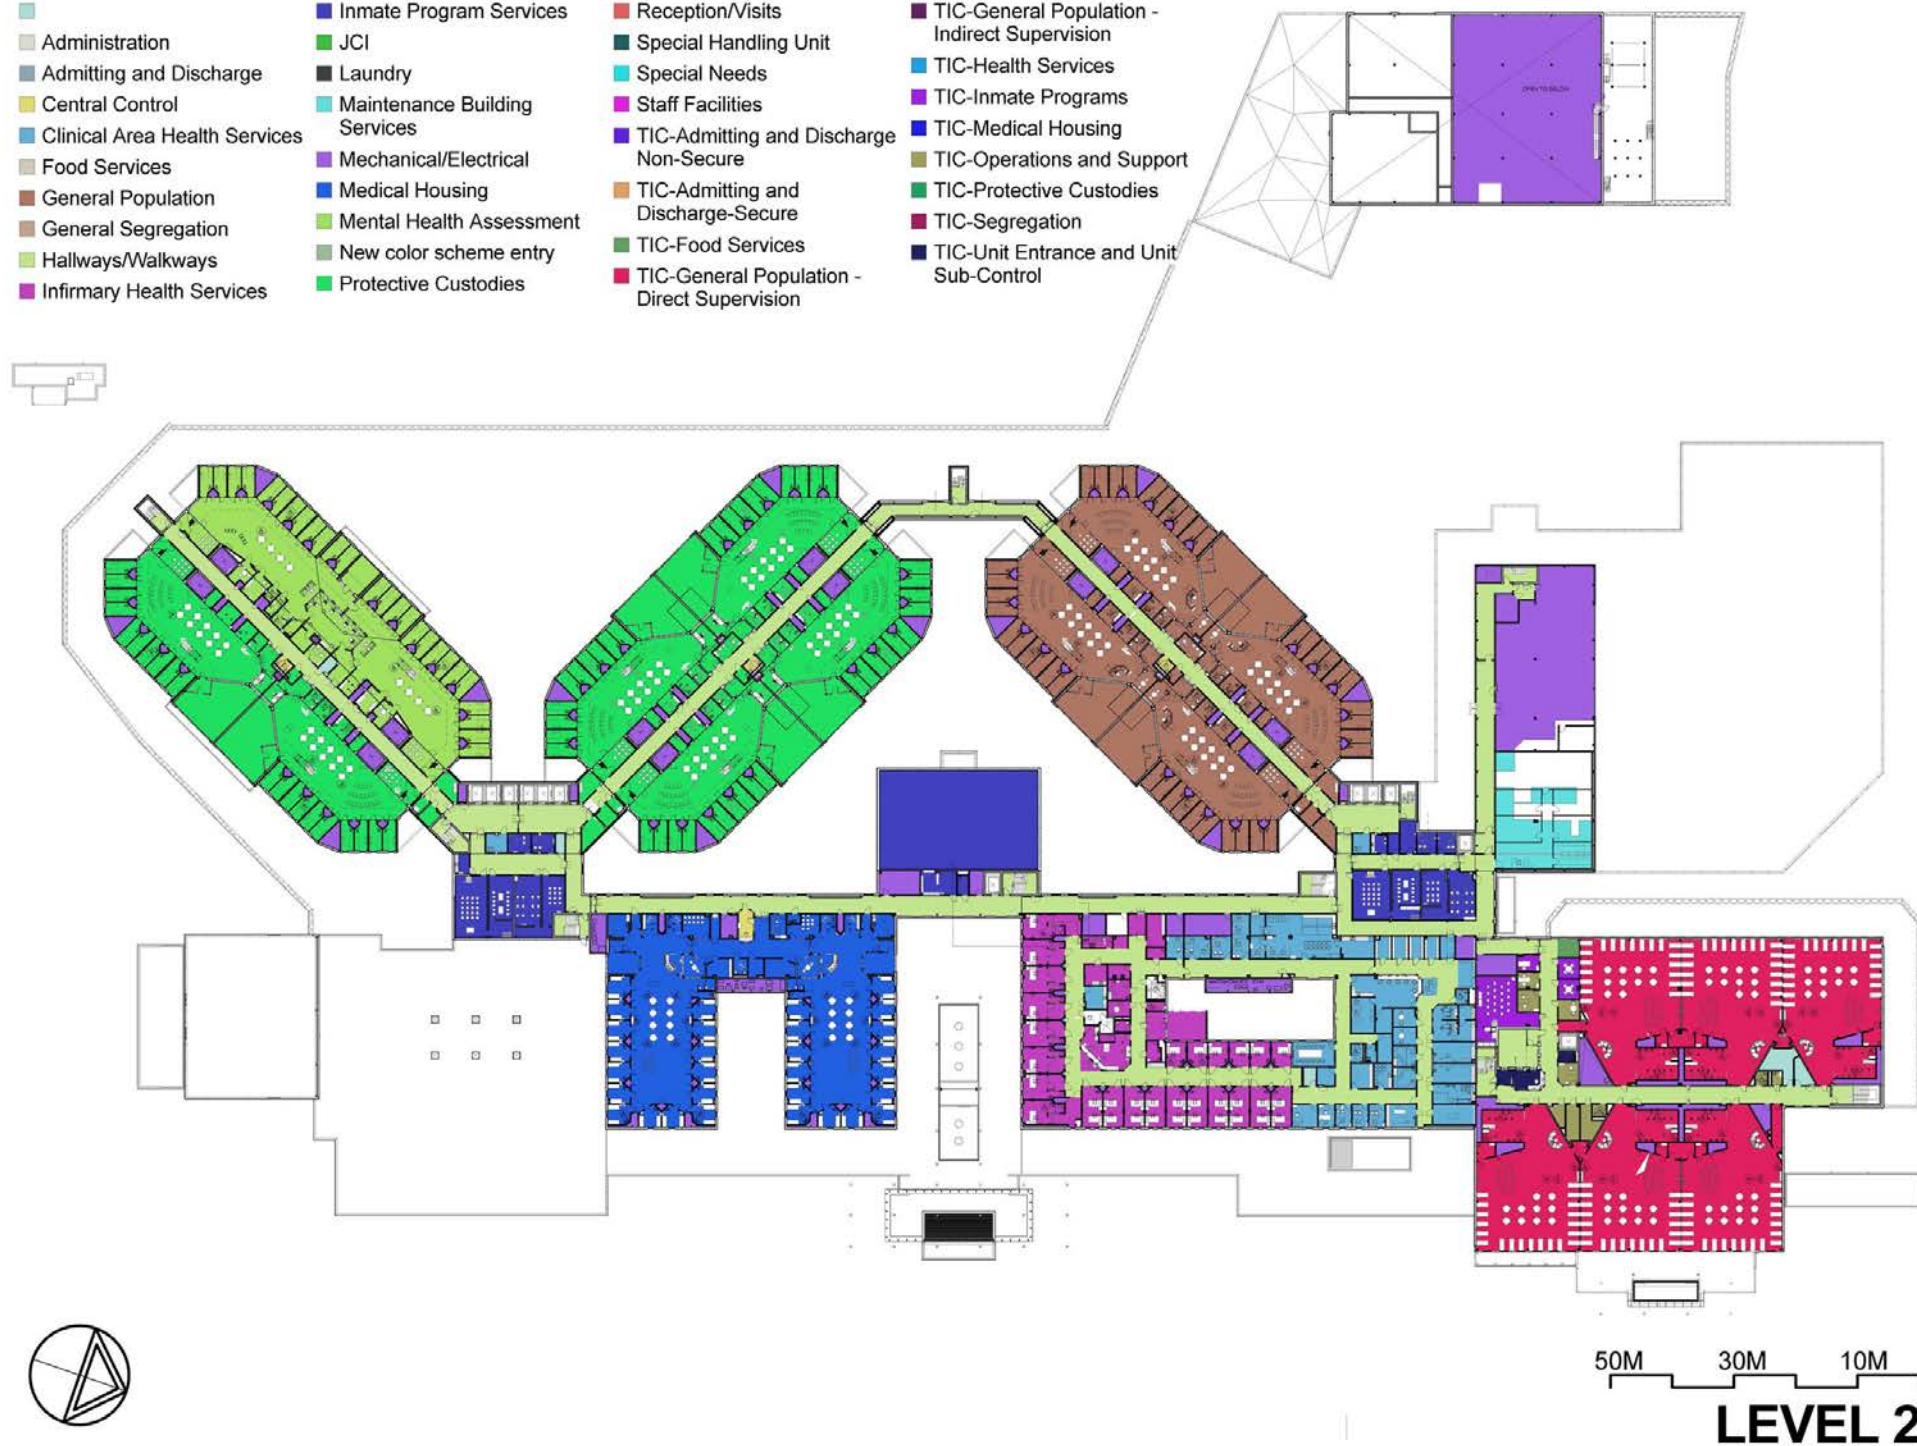 Administration
Admitting and Discharge
Central Control
Clinical Area Health Services
Food Services
General Population
General Segregation
Hallways/Walkways
Infirmary Health Services
Inmate Program Services
JCI
Laundry
Maintenance Building
Services
Mechanical/Electrical
Medical Housing
Mental Health Assessment
New color scheme entry
Protective Custodies
Reception/Visits
Special Handling Unit
Special Needs
Staff Facilities
TIC-Admitting and Discharge
Non-Secure
TIC-Admitting and
Discharge-Secure
TIC-Food Services
TIC-General Population -
Direct Supervision
TIC-General Population -
Indirect Supervision
TIC-Health Services
TIC-Inmate Programs
TIC-Medical Housing
TIC-Operations and Support
TIC-Protective Custodies
TIC-Segregation
TIC-Unit Entrance and Unit
Sub-Control
OPEN TO BELOW
50M 30M 10M
LEVEL 2